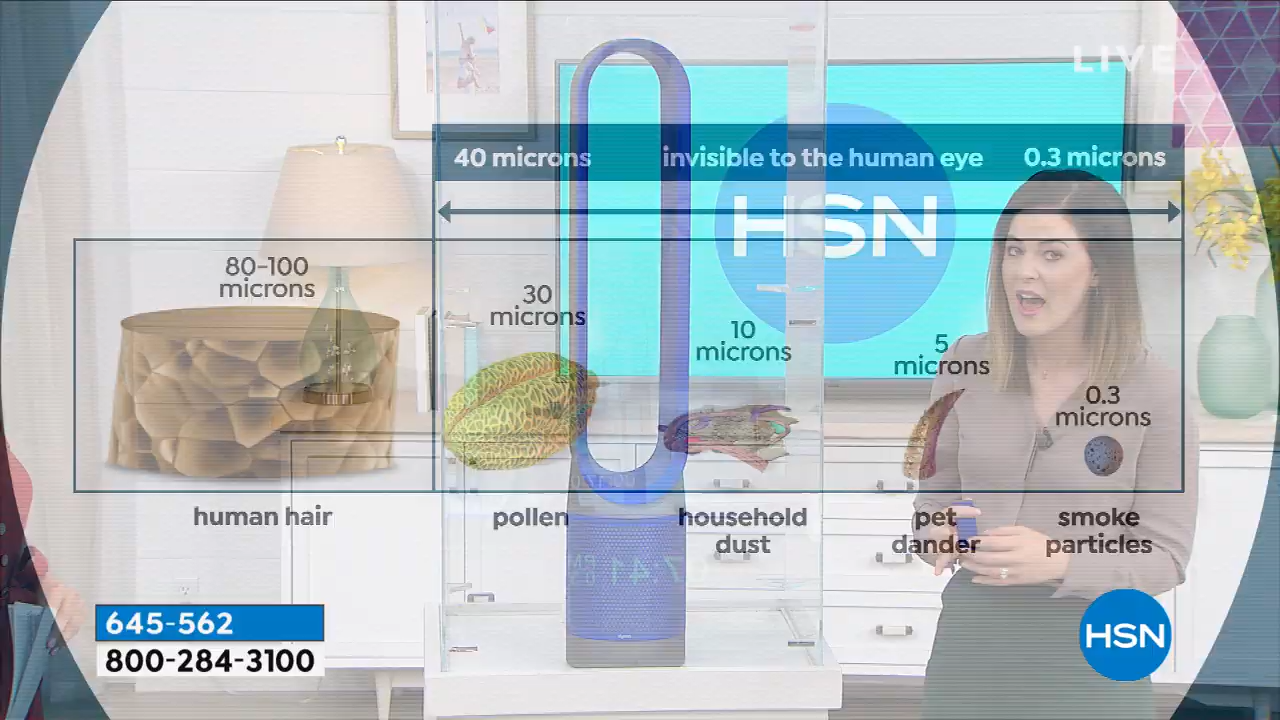 LIVE
40 microns
invisible to the human eye
0.3 microns
HSN
80-100
microns
30
microns
10
microns
5
microns
0.3
microns
human hair
pollen
household
dust
pet
dander
smoke
particles
645-562
800-284-3100
HSN